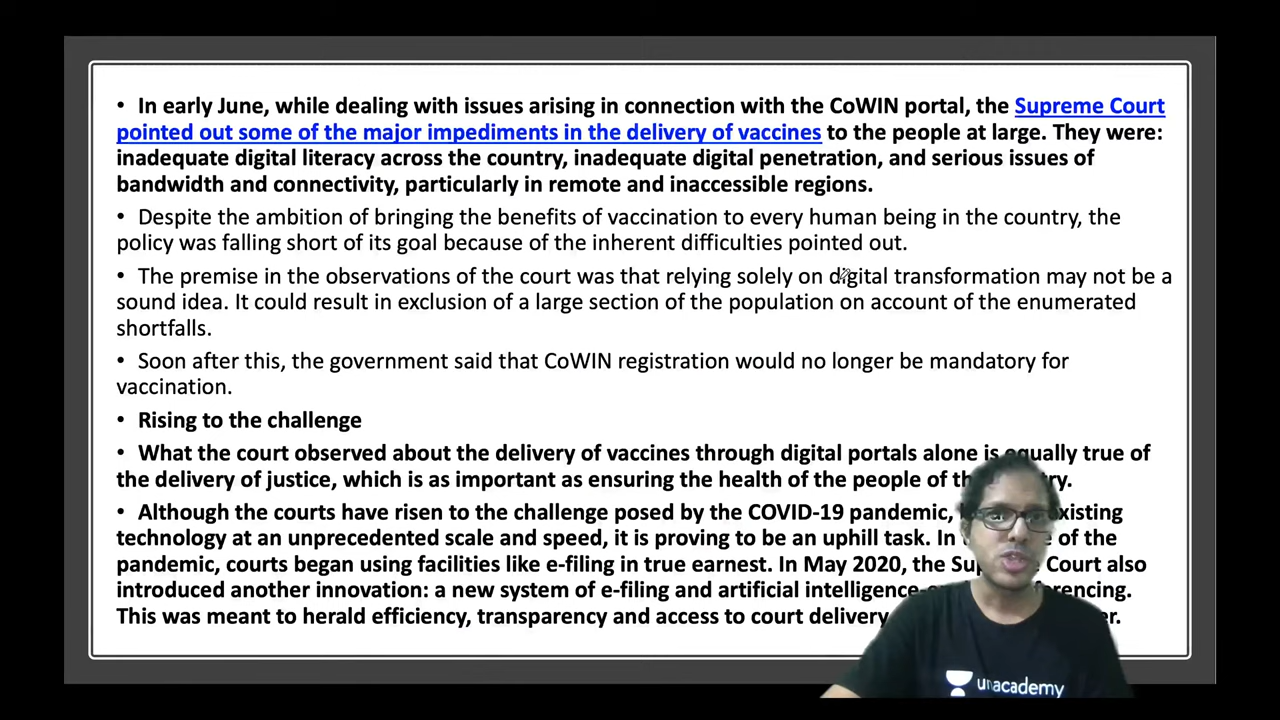 • In early June, while dealing with issues arising in connection with the CoWIN portal, the Supreme Court
pointed out some of the major impediments in the delivery of vaccines to the people at large. They were:
inadequate digital literacy across the country, inadequate digital penetration, and serious issues of
bandwidth and connectivity, particularly in remote and inaccessible regions.
• Despite the ambition of bringing the benefits of vaccination to every human being in the country, the
policy was falling short of its goal because of the inherent difficulties pointed out.
• The premise in the observations of the court was that relying solely on digital transformation may not be a
sound idea. It could result in exclusion of a large section of the population on account of the enumerated
shortfalls.
• Soon after this, the government said that CoWIN registration would no longer be mandatory for
vaccination.
• Rising to the challenge
• What the court observed about the delivery of vaccines through digital portals alone is equally true of
the delivery of justice, which is as important as ensuring the health of the people of
• Although the courts have risen to the challenge posed by the COVID-19 pandemic, existing
technology at an unprecedented scale and speed, it is proving to be an uphill task. In of the
pandemic, courts began using facilities like e-filing in true earnest. In May 2020, the Court also
introduced another innovation: a new system of e-filing and artificial
This was meant to herald efficiency, transparency and access to court delivery
unacademy